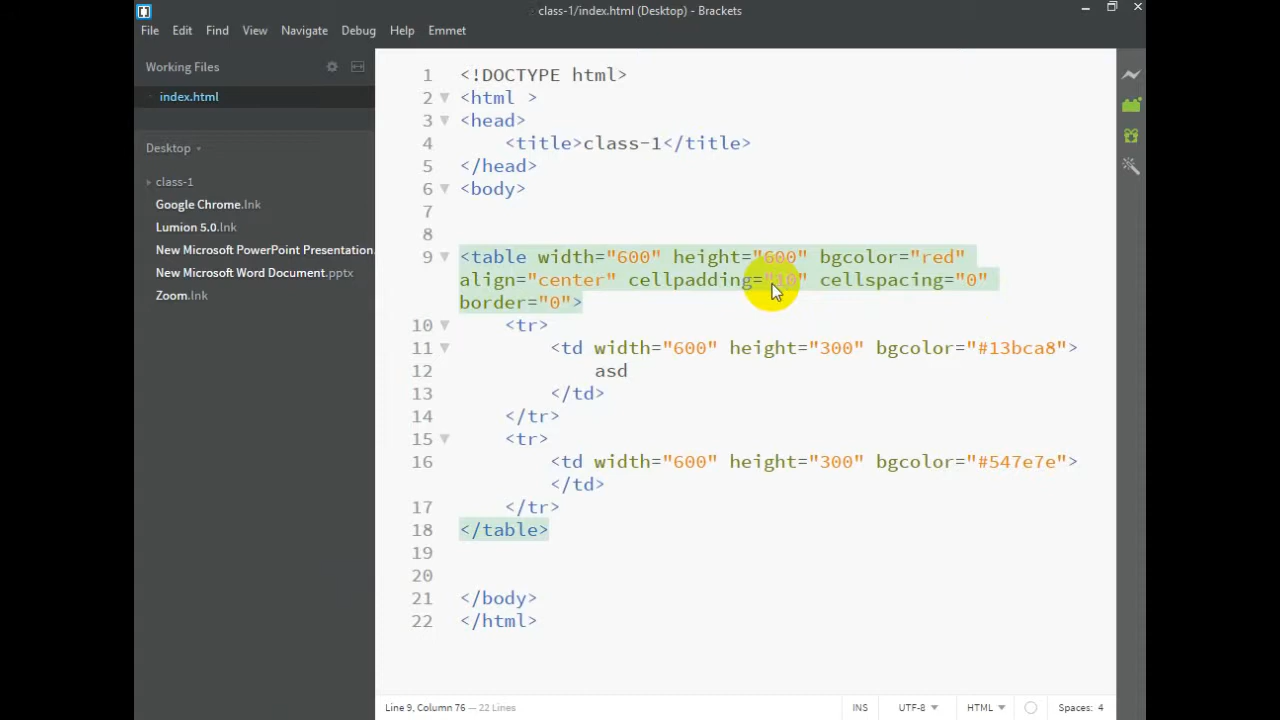 class-1/index.html (Desktop) - Brackets
File Edit Find View Navigate Debug Help Emmet
Working Files
index.html
Desktop
class-1
Google Chrome.lnk
Lumion 5.0.lnk
New Microsoft PowerPoint Presentation.
New Microsoft Word Document.pptx
Zoom.lnk
1 <!DOCTYPE html>
2 <html >
3 <head>
4 <title>class-1</title>
5 </head>
6 <body>
7
8
9 <table width="600" height="600" bgcolor="red"
align="center" cellpadding="10" cellspacing="0"
border="0">
10 <tr>
11 <td width="600" height="300" bgcolor="#13bca8">
12 asd
13 </td>
14 </tr>
15 <tr>
16 <td width="600" height="300" bgcolor="#547e7e">
</td>
17 </tr>
18 </table>
19
20
21 </body>
22 </html>
Line 9, Column 76 — 22 Lines
INS UTF-8 HTML Spaces: 4